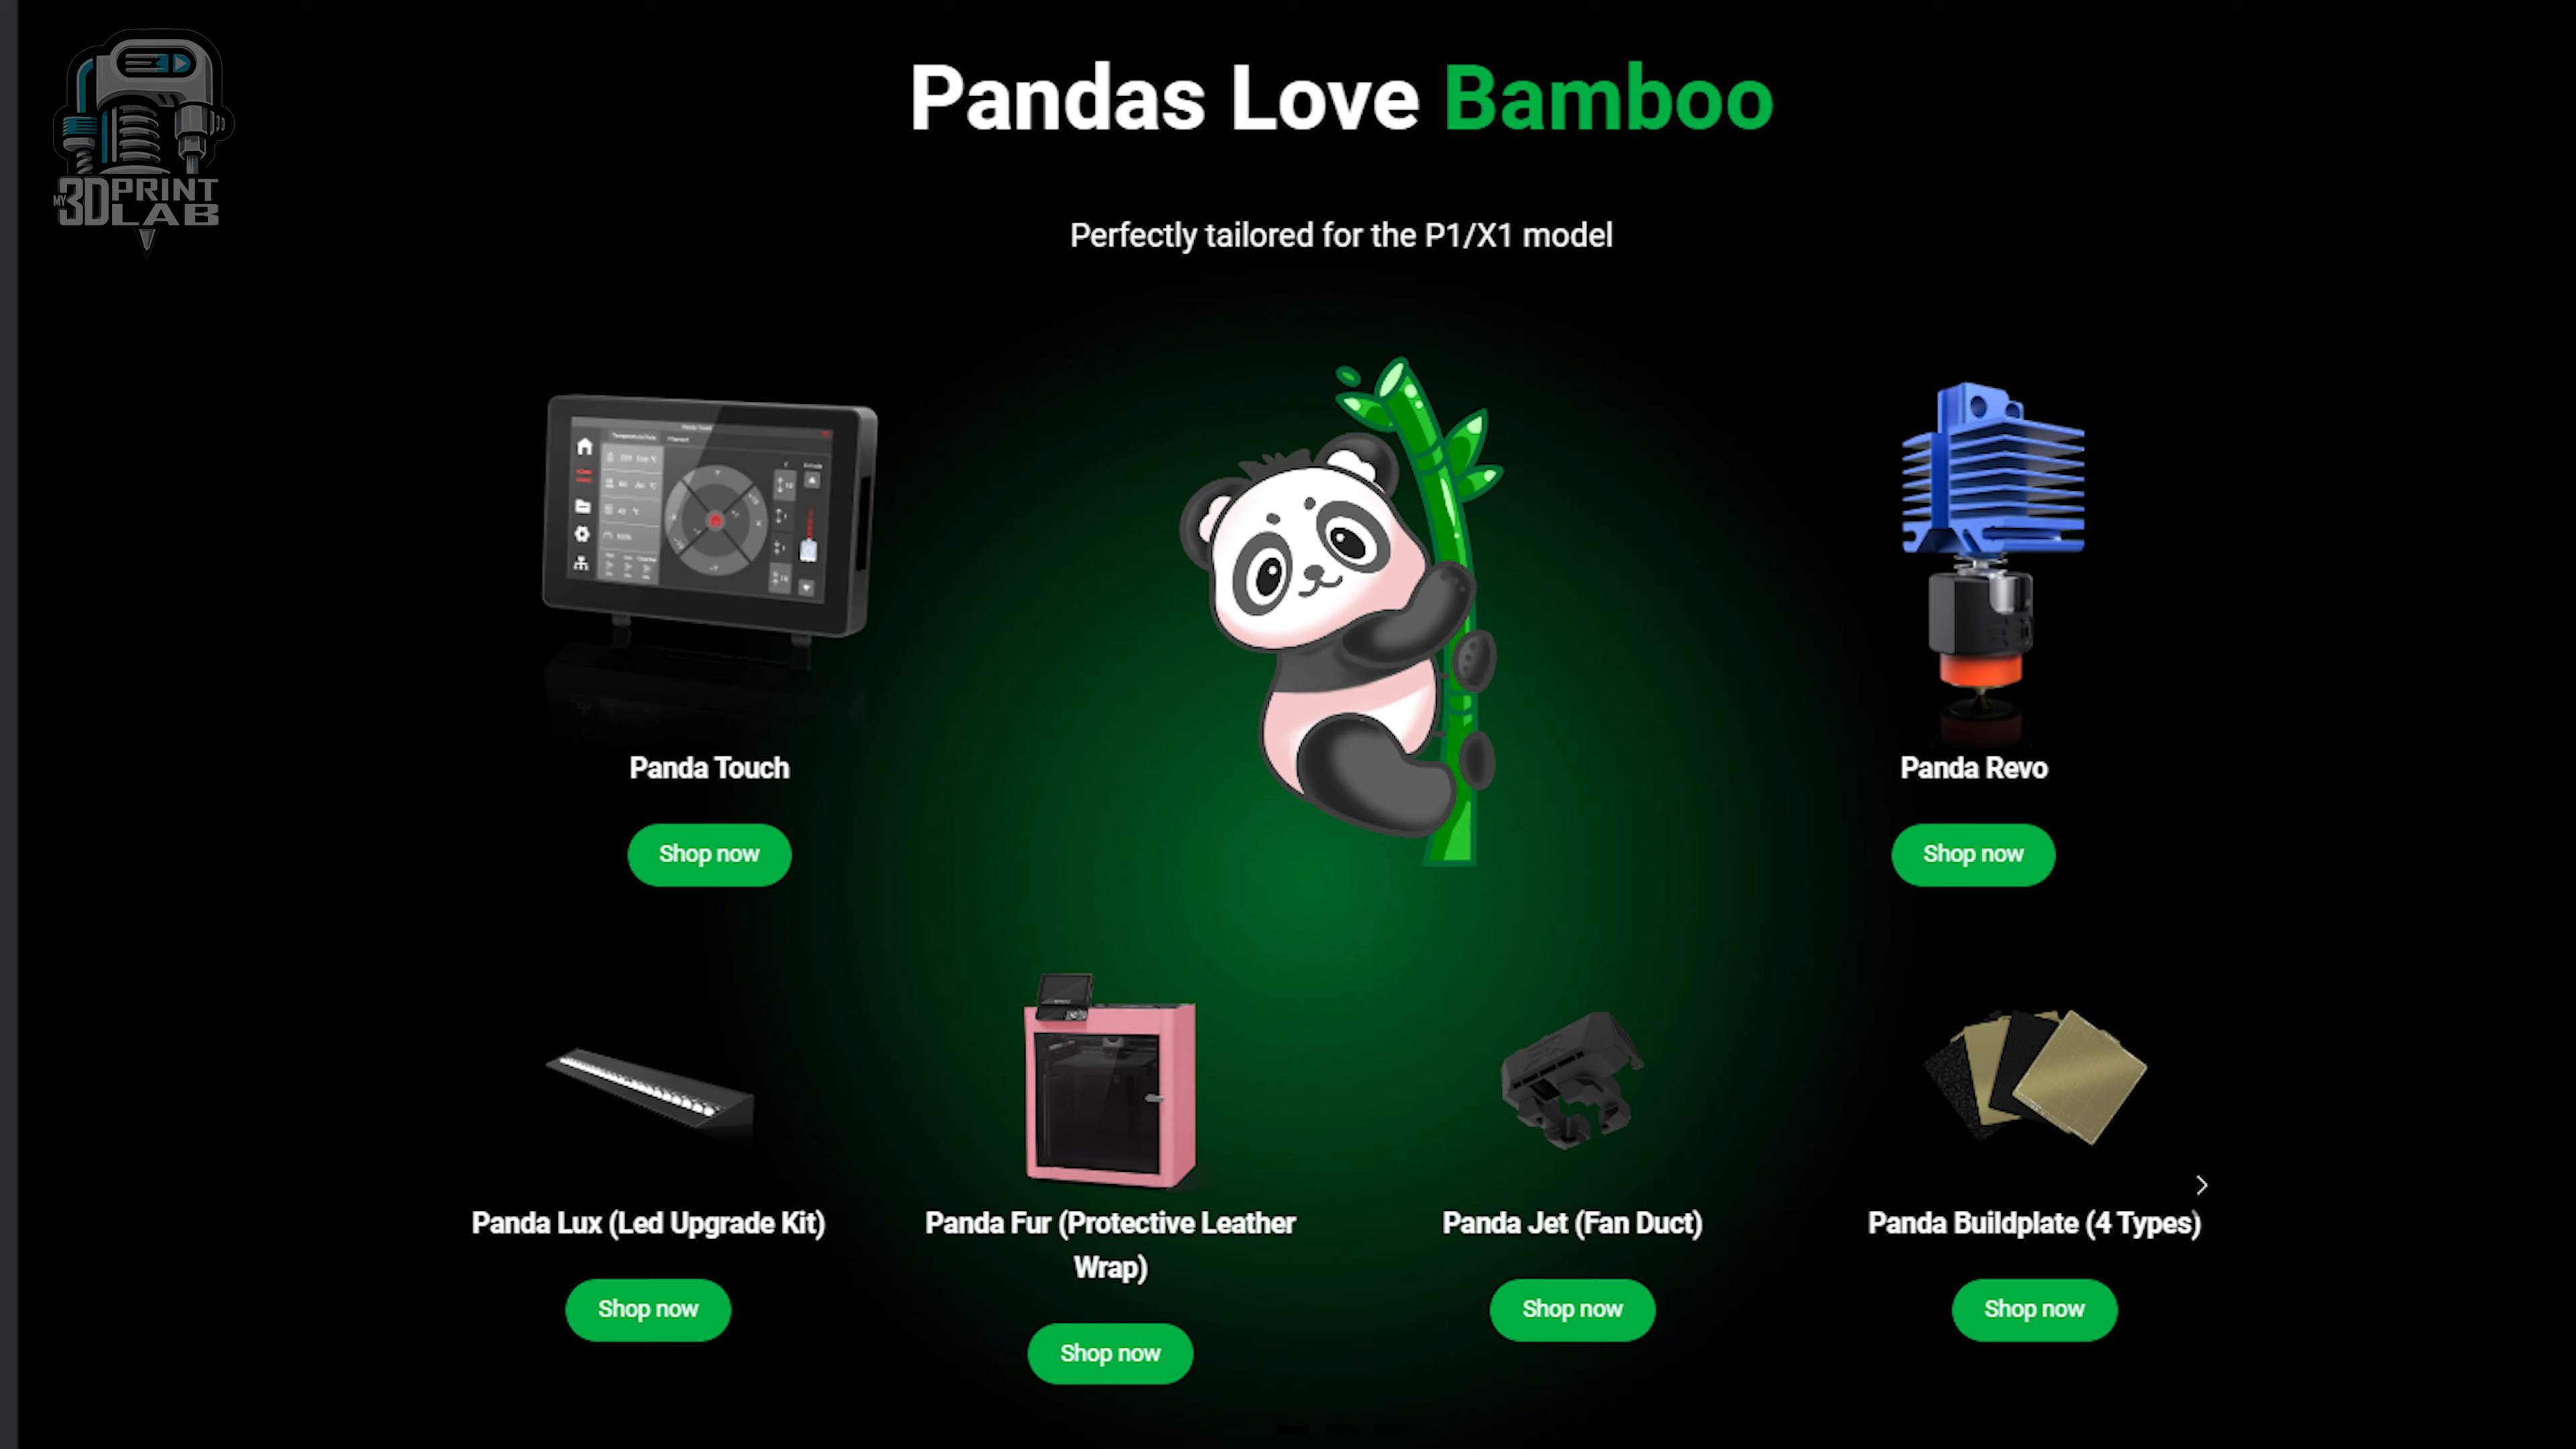 MY 3D PRINT LAB
Pandas Love Bamboo
Perfectly tailored for the P1/X1 model
Panda Touch
Panda Revo
Shop now
Shop now
Panda Lux (Led Upgrade Kit)
Panda Fur (Protective Leather
Wrap)
Panda Jet (Fan Duct)
Panda Buildplate (4 Types)
Shop now
Shop now
Shop now
Shop now